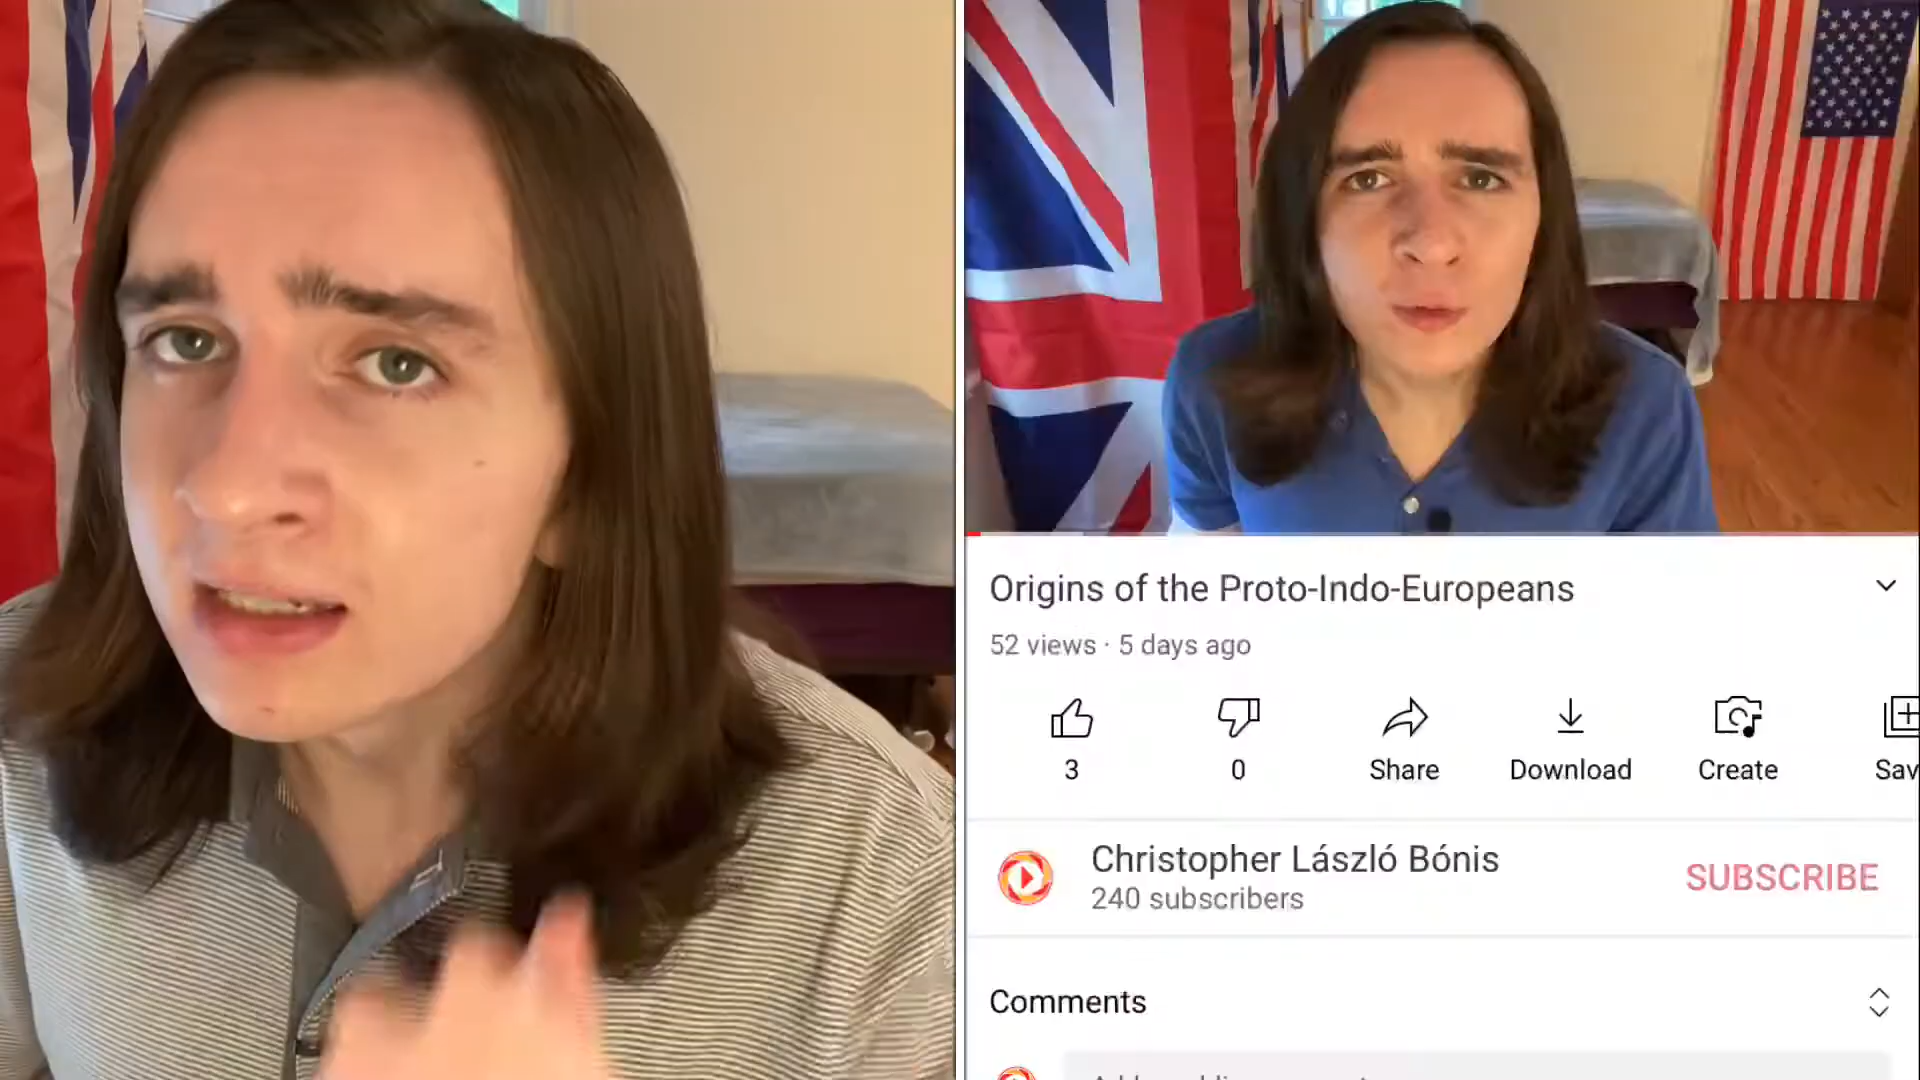 Origins of the Proto-Indo-Europeans
52 views · 5 days ago
3
0
Share
Download
Create
Sav
Christopher László Bónis
240 subscribers
SUBSCRIBE
Comments